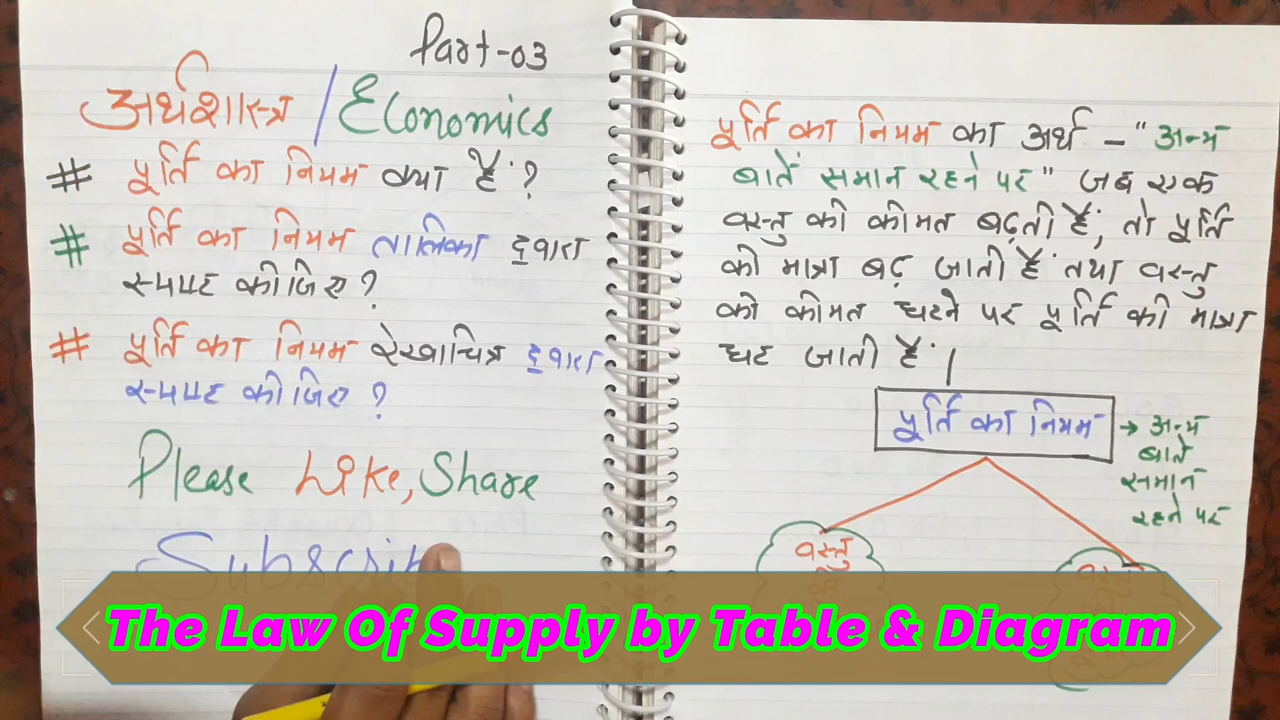 Part-03
अर्थशास्त्र / Economics
# पूर्ति का नियम क्या है ?
# पूर्ति का नियम तालिका द्वारा
स्पष्ट कीजिए ?
# पूर्ति का नियम रेखाचित्र द्वारा
स्पष्ट कीजिए ?
Please Like, Share
Subscrib
पूर्ति का नियम का अर्थ - "अन्य
बातें समान रहने पर" जब एक
वस्तु की कीमत बढ़ती हैं, तो पूर्ति
की मात्रा बढ़ जाती हैं तथा वस्तु
की कीमत घटने पर पूर्ति की मात्रा
घट जाती हैं।
पूर्ति का नियम → अन्य
बातें
समान
रहने पर
वस्तु
The Law Of Supply by Table & Diagram